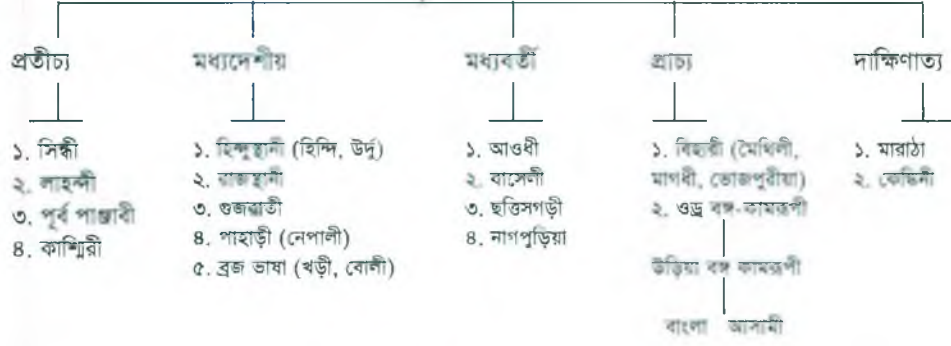 প্রতীচ্য
মধ্যদেশীয়
মধ্যবর্তী
প্রাচ্য
দাক্ষিণাত্য
১. সিন্ধী
২. লাহন্দী
৩. পূর্ব পাঞ্জাবী
৪. কাশ্মিরী
১. হিন্দুস্থানী (হিন্দি, উর্দু)
২. রাজস্থানী
৩. গুজরাতী
৪. পাহাড়ী (নেপালী)
৫. ব্রজ ভাষা (খড়ী, বোলী)
১. আওধী
২. বাসেলী
৩. ছত্তিসগড়ী
৪. নাগপুড়িয়া
১. বিহারী (মৈথিলী,
মাগধী, ভোজপুরীয়া)
২. ওড্র বঙ্গ-কামরূপী
উড়িয়া বঙ্গ কামরূপী
বাংলা আসামী
১. মারাঠা
২. কোঙ্কিনী